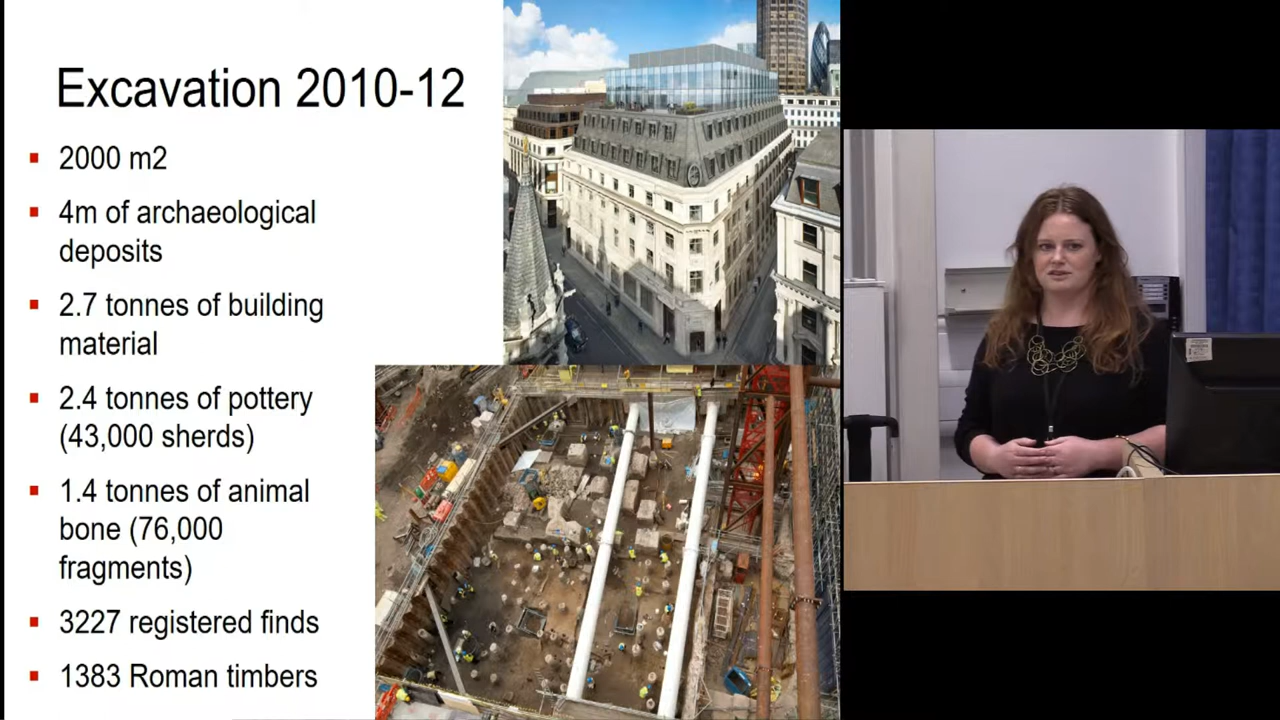 Excavation 2010-12
2000 m2
4m of archaeological
deposits
2.7 tonnes of building
material
2.4 tonnes of pottery
(43,000 sherds)
1.4 tonnes of animal
bone (76,000
fragments)
3227 registered finds
1383 Roman timbers